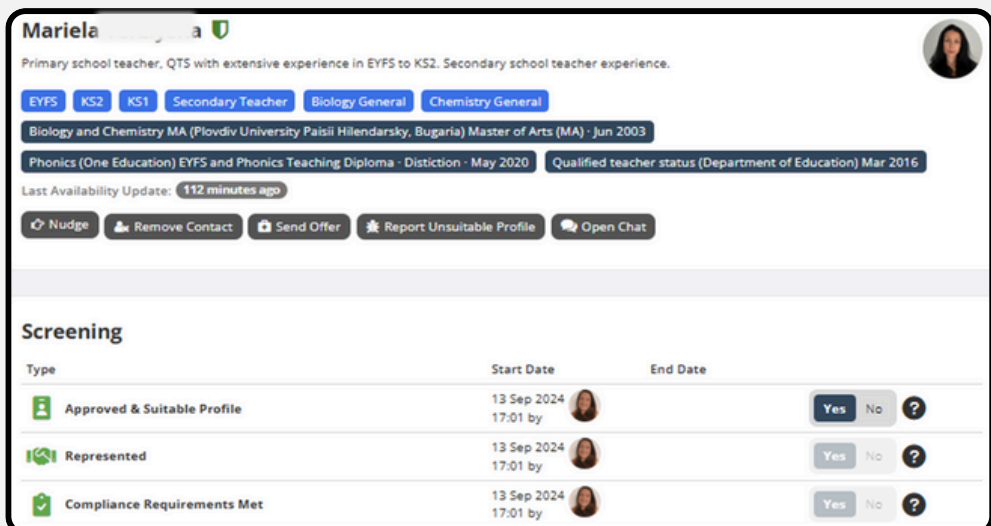 Mariela
Primary school teacher, QTS with extensive experience in EYFS to KS2. Secondary school teacher experience.
EYFS KS2 KS1 Secondary Teacher Biology General Chemistry General
Biology and Chemistry MA (Plovdiv University Paisii Hilendarsky, Bugaria) Master of Arts (MA) · Jun 2003
Phonics (One Education) EYFS and Phonics Teaching Diploma · Distiction · May 2020 Qualified teacher status (Department of Education) Mar 2016
Last Availability Update: 112 minutes ago
Nudge Remove Contact Send Offer Report Unsuitable Profile Open Chat
Screening
Type Start Date End Date
Approved & Suitable Profile 13 Sep 2024
17:01 by Yes No ?
Represented 13 Sep 2024
17:01 by Yes No ?
Compliance Requirements Met 13 Sep 2024
17:01 by Yes No ?